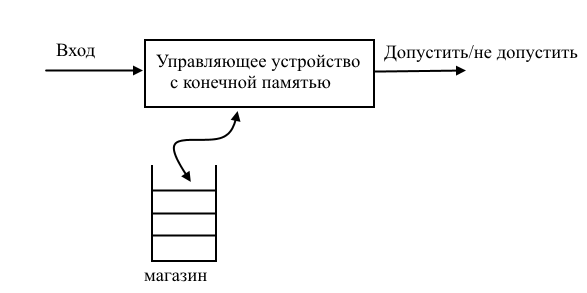 Вход
Управляющее устройство
с конечной памятью
Допустить/не допустить
магазин